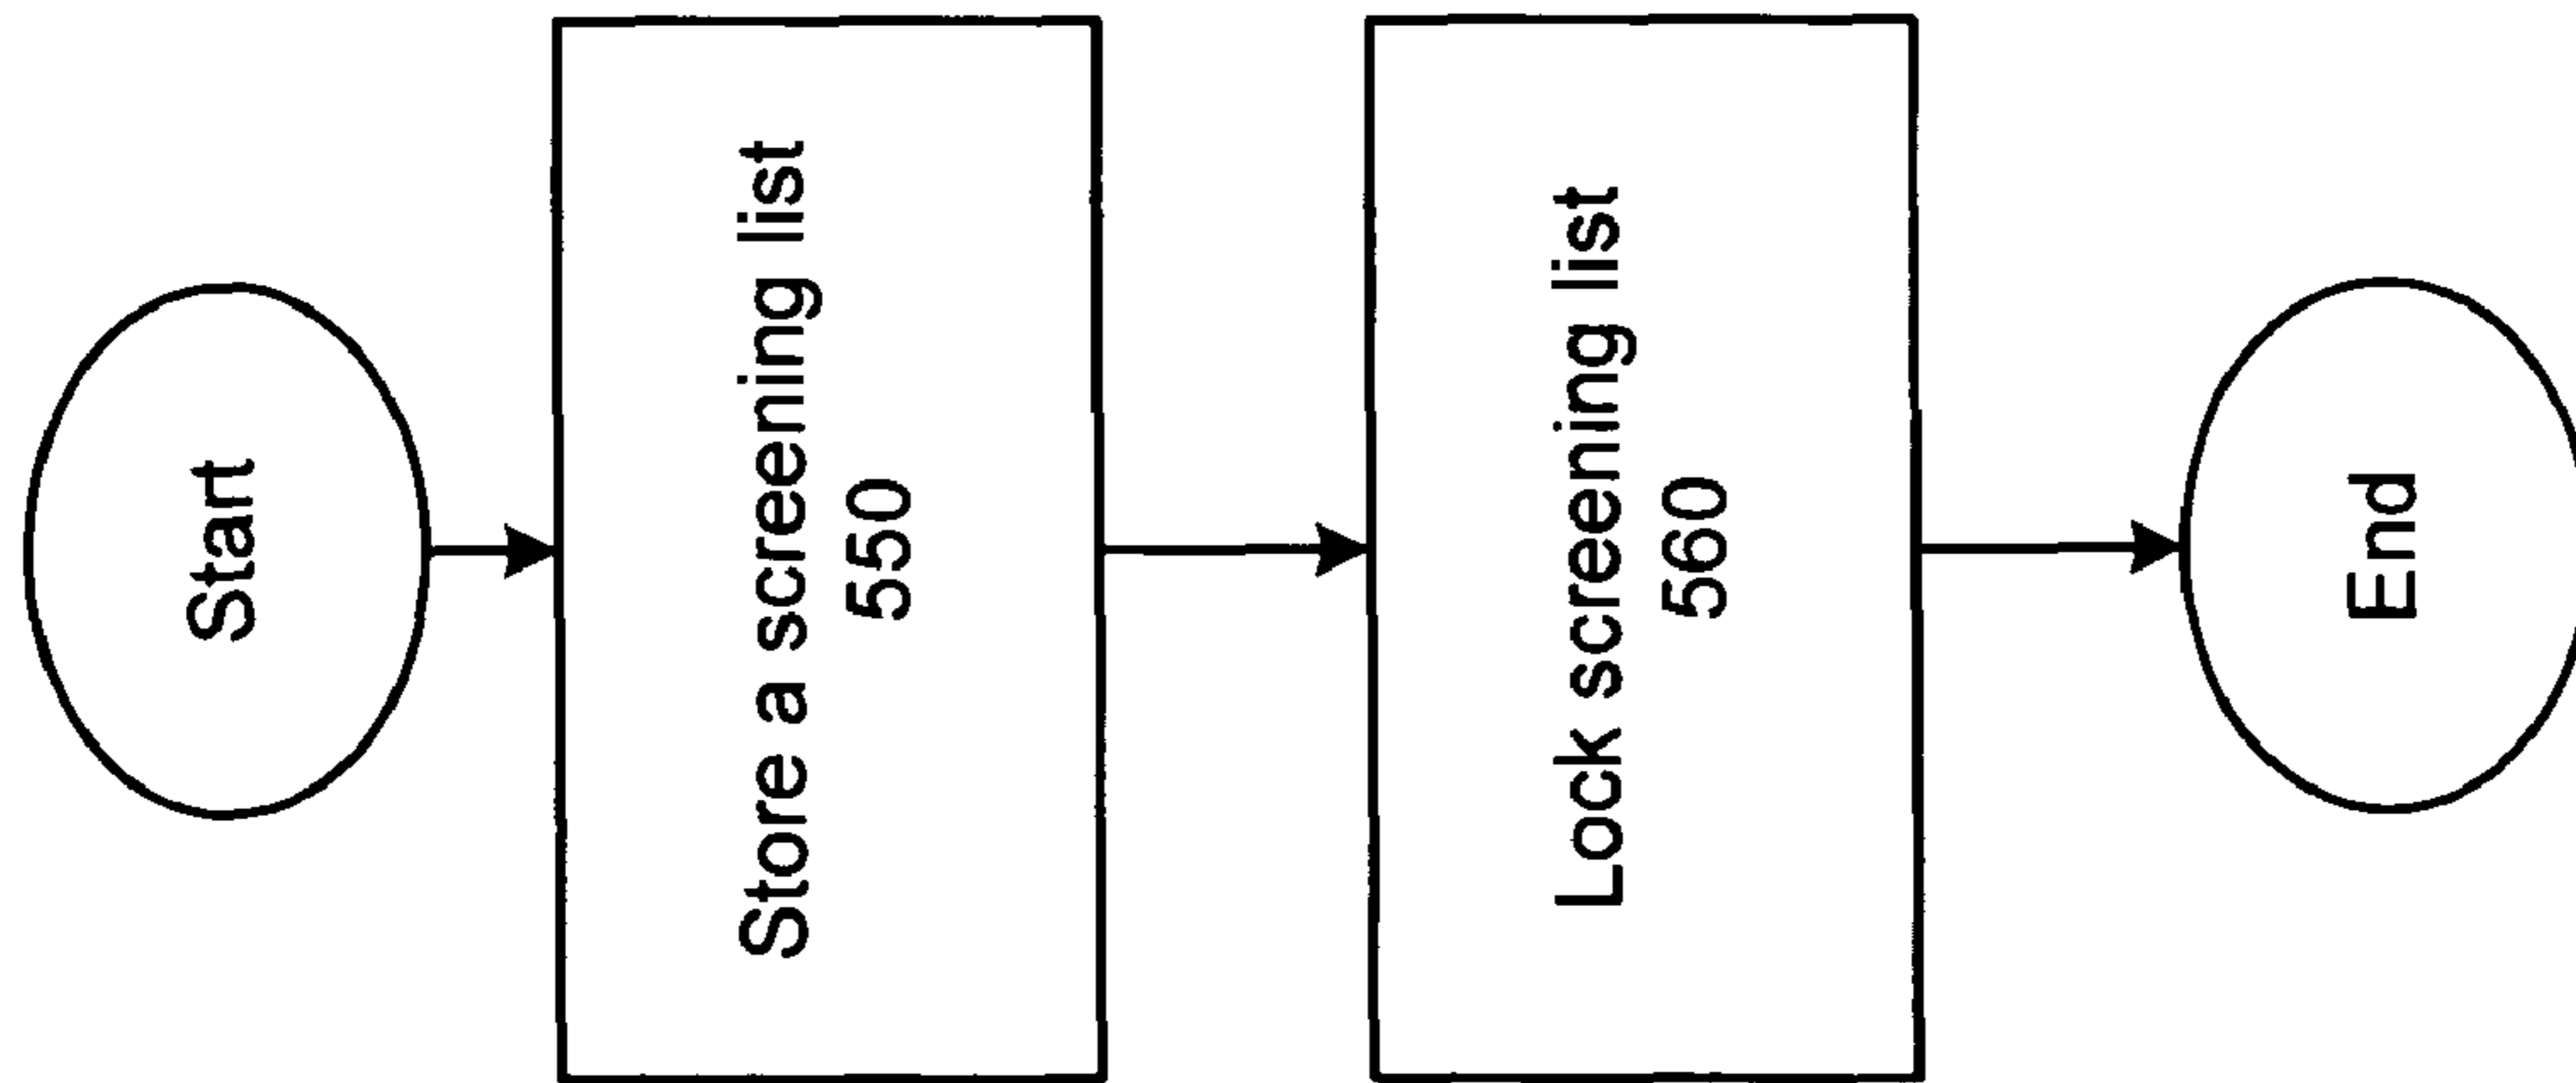 Start
Store a screening list
550
Lock screening list
560
End